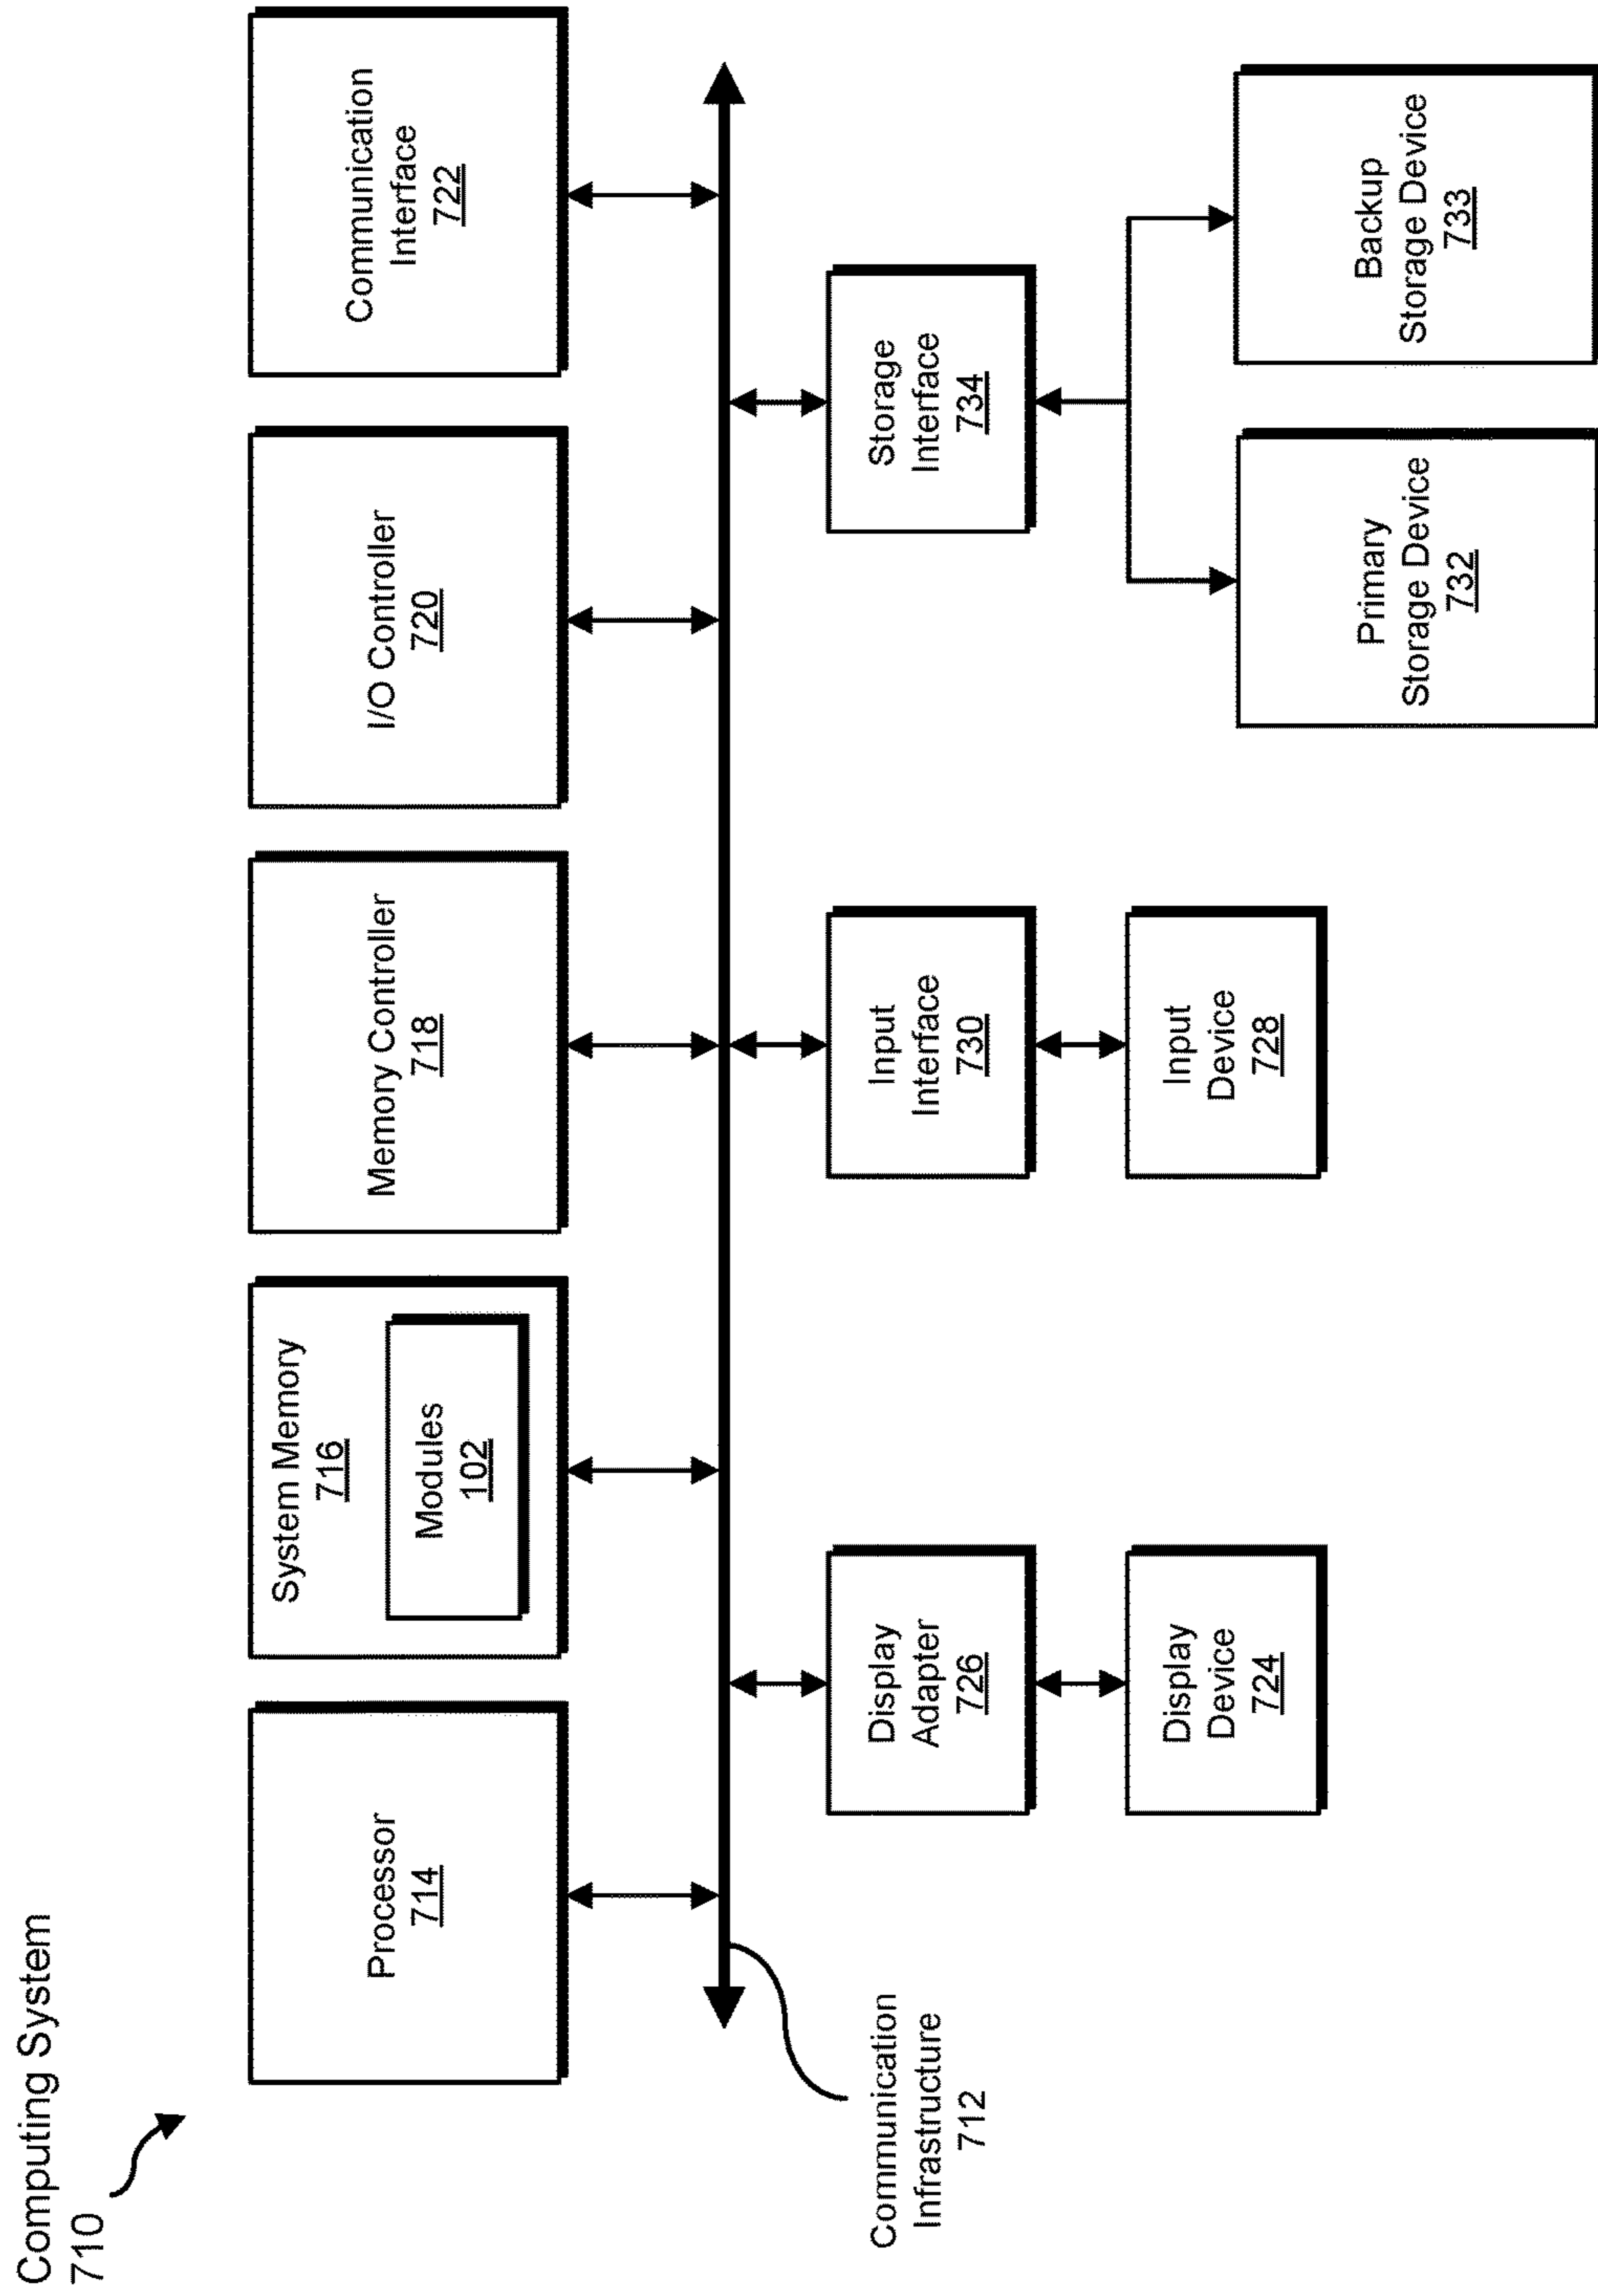 Computing System
710
Processor
714
System Memory
716
Modules
102
Memory Controller
718
I/O Controller
720
Communication
Interface
722
Communication
Infrastructure
712
Display
Adapter
726
Input
Interface
730
Storage
Interface
734
Display
Device
724
Input
Device
728
Primary
Storage Device
732
Backup
Storage Device
733